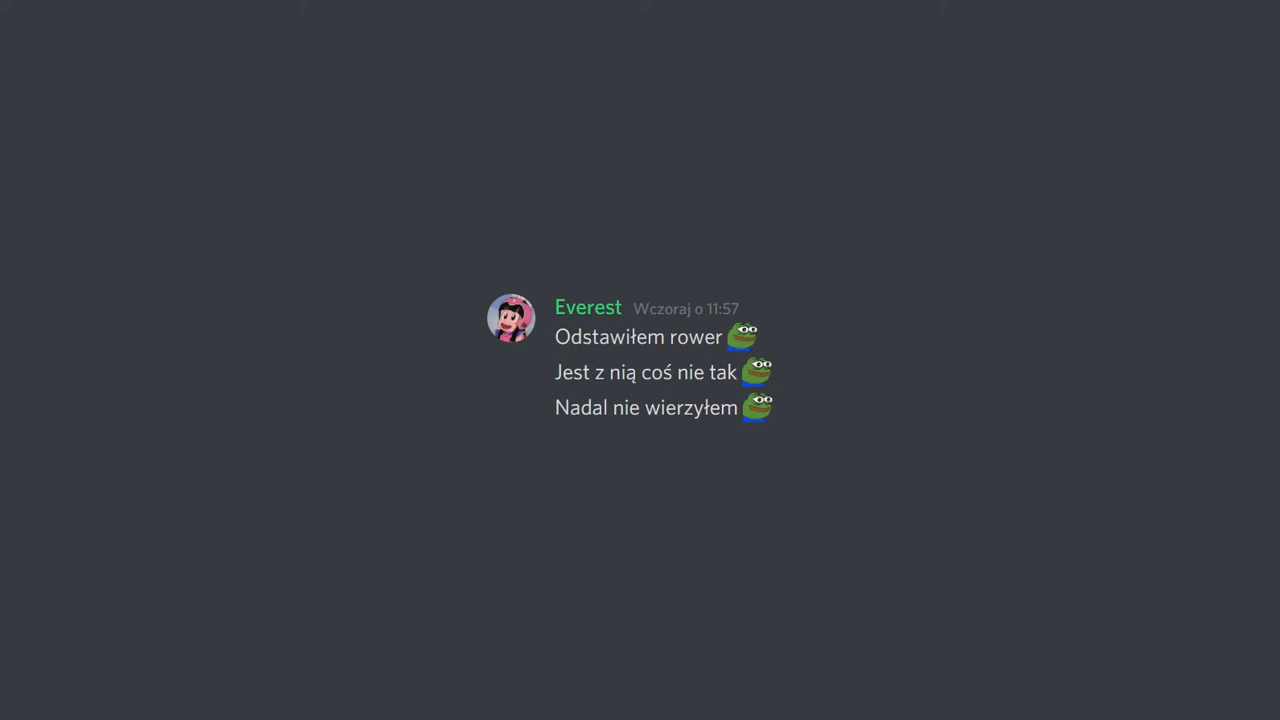 Everest Wczoraj o 11:57
Odstawiłem rower
Jest z nią coś nie tak
Nadal nie wierzyłem